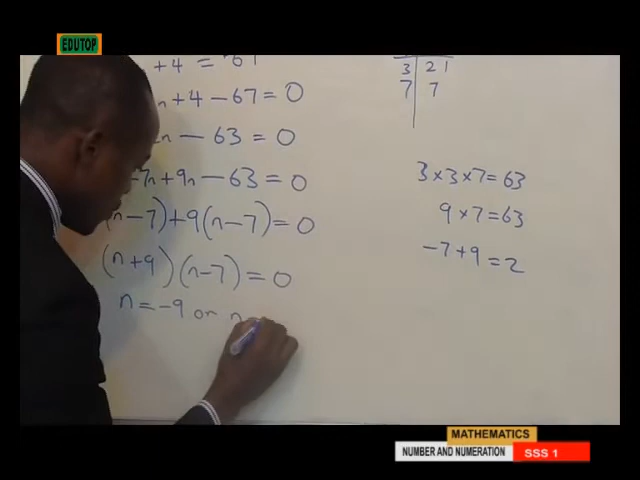 EDUTOP
+4 = 67
n+4-67=0
n - 63 = 0
-7n+9n-63=0
(n-7)+9(n-7)=0
(n+9)(n-7)=0
n=-9 or n
3 21
7 7
3×3×7=63
9×7=63
-7+9=2
MATHEMATICS
NUMBER AND NUMERATION SSS 1